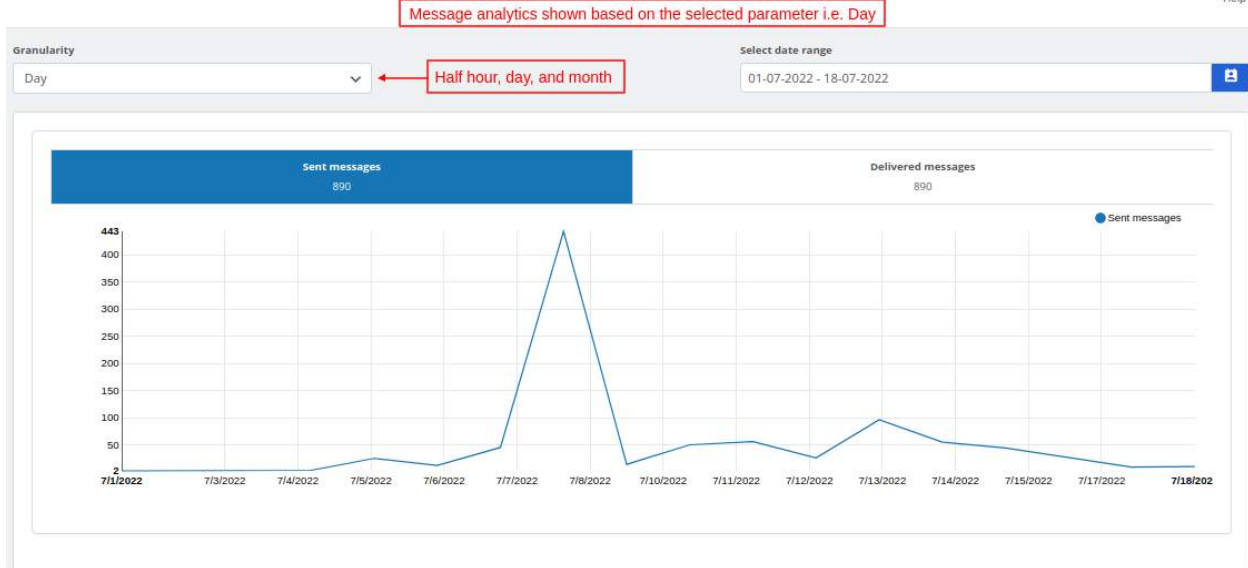 Help
Message analytics shown based on the selected parameter i.e. Day
Granularity
Select date range
Day
Half hour, day, and month
01-07-2022 - 18-07-2022
Sent messages
890
Delivered messages
890
Sent messages
443
400
350
300
250
200
150
100
50
2
7/1/2022 7/3/2022 7/4/2022 7/5/2022 7/6/2022 7/7/2022 7/8/2022 7/10/2022 7/11/2022 7/12/2022 7/13/2022 7/14/2022 7/15/2022 7/17/2022 7/18/202